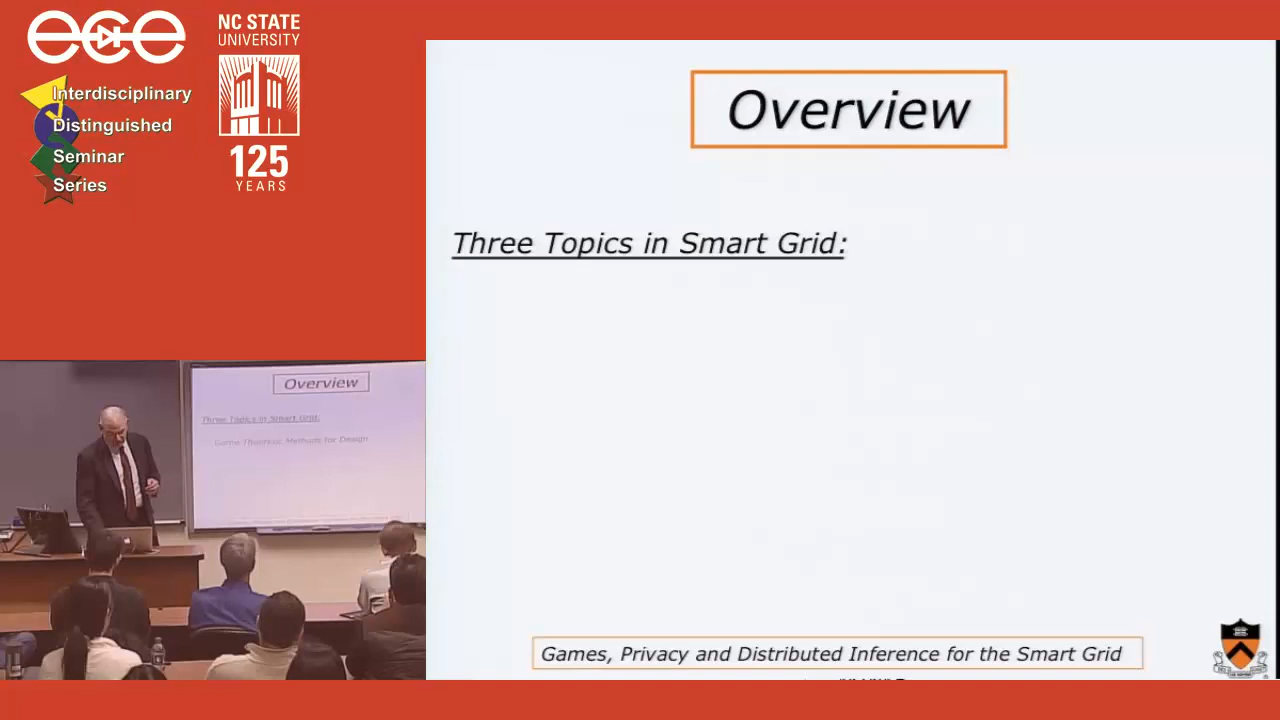 ece
NC STATE
UNIVERSITY
Interdisciplinary
Distinguished
Seminar
Series
125
YEARS
Overview
Three Topics in Smart Grid:
Overview
Three Topics in Smart Grid:
Game Theoretic Methods for Design
Games, Privacy and Distributed Inference for the Smart Grid